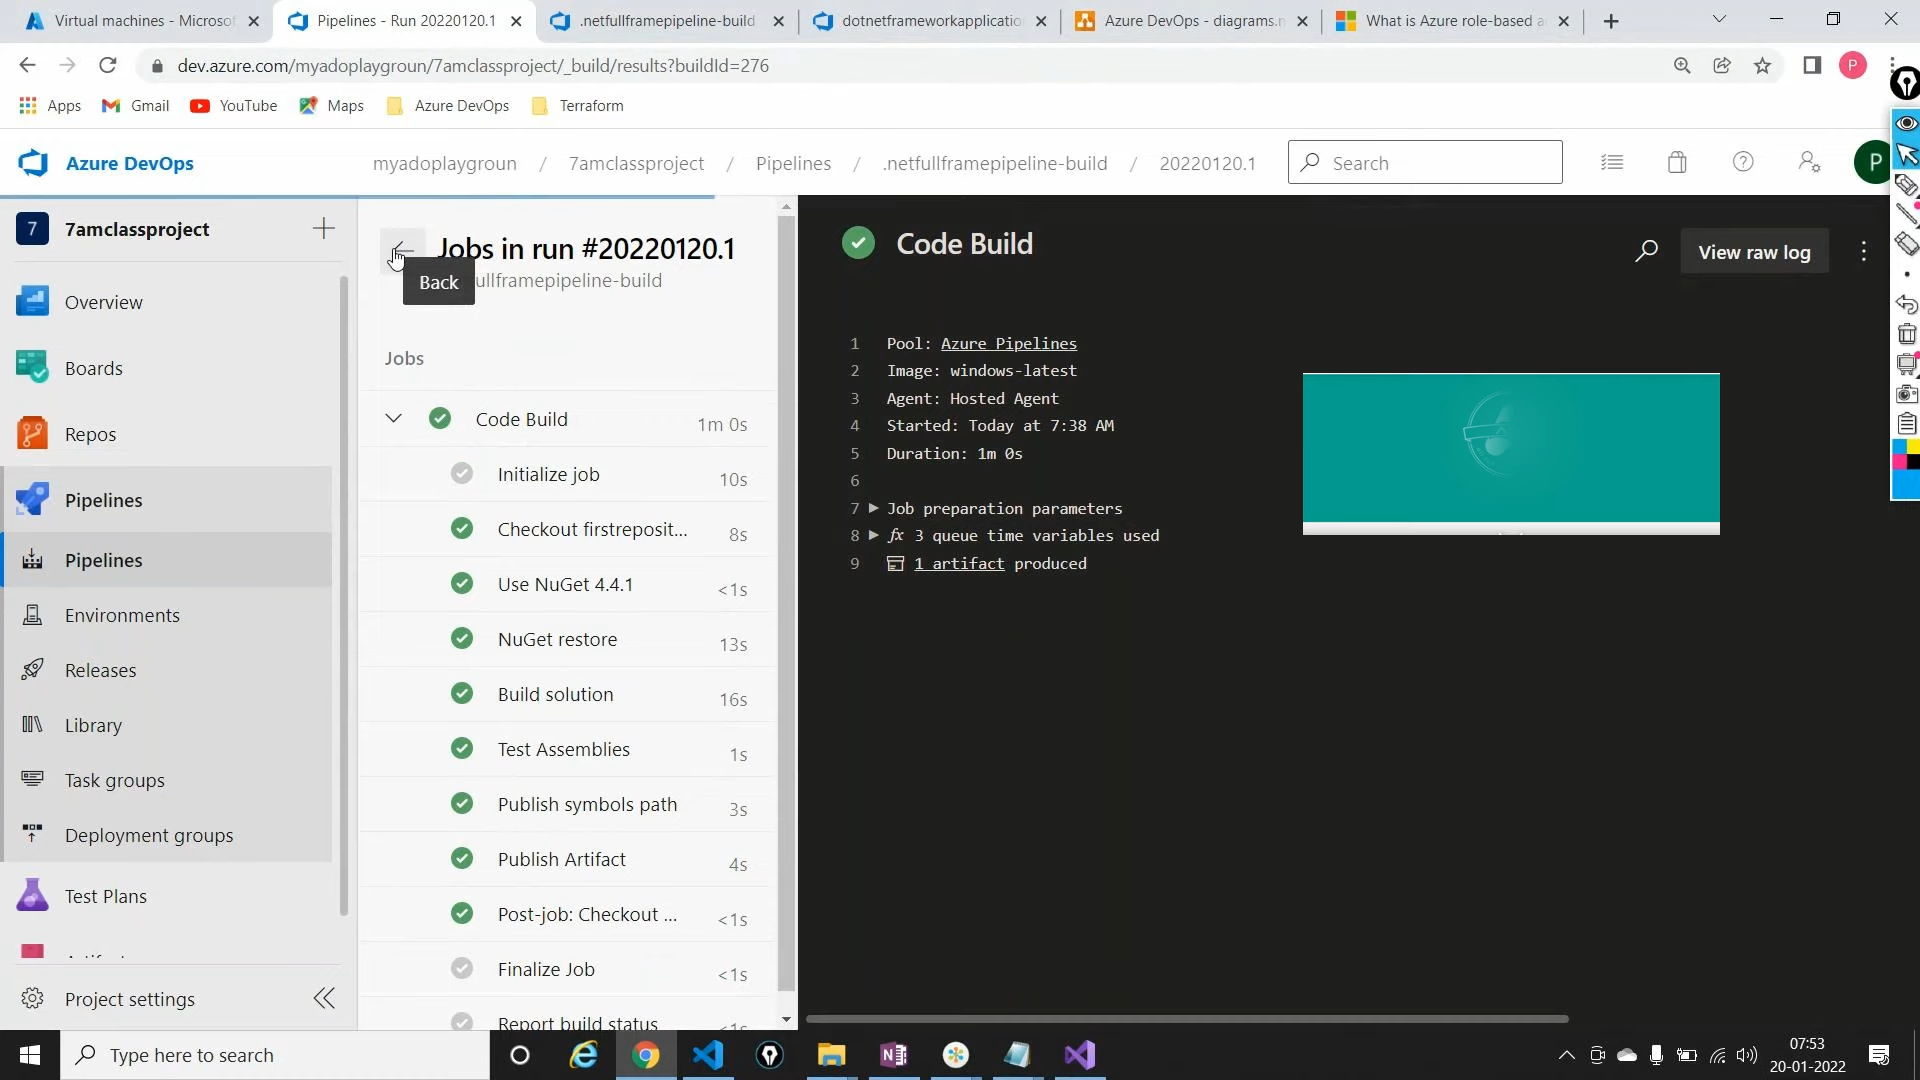 Virtual machines - Microsof
Pipelines - Run 20220120.1
.netfullframepipeline-build
dotnetframeworkapplicatio
Azure DevOps - diagrams.n
What is Azure role-based a
dev.azure.com/myadoplaygroun/7amclassproject/_build/results?buildId=276
P
Apps
Gmail
YouTube
Maps
Azure DevOps
Terraform
Azure DevOps
myadoplaygroun / 7amclassproject / Pipelines / .netfullframepipeline-build / 20220120.1
Search
P
7
7amclassproject
Overview
Boards
Repos
Pipelines
Pipelines
Environments
Releases
Library
Task groups
Deployment groups
Test Plans
Project settings
Jobs in run #20220120.1
ullframepipeline-build
Back
Jobs
Code Build 1m 0s
Initialize job 10s
Checkout firstreposit... 8s
Use NuGet 4.4.1 <1s
NuGet restore 13s
Build solution 16s
Test Assemblies 1s
Publish symbols path 3s
Publish Artifact 4s
Post-job: Checkout ... <1s
Finalize Job <1s
Report build status <1s
Code Build
View raw log
1 Pool: Azure Pipelines
2 Image: windows-latest
3 Agent: Hosted Agent
4 Started: Today at 7:38 AM
5 Duration: 1m 0s
6
7 Job preparation parameters
8 fx 3 queue time variables used
9 1 artifact produced
Type here to search
07:53
20-01-2022